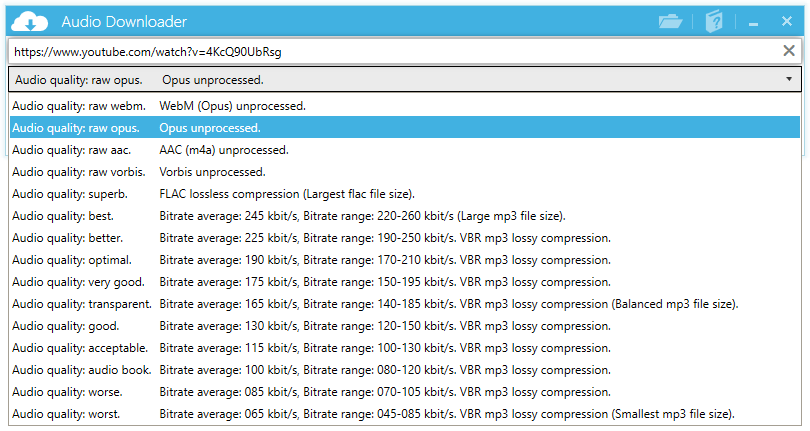 Audio Downloader
https://www.youtube.com/watch?v=4KcQ90UbRsg
Audio quality: raw opus. Opus unprocessed.
Audio quality: raw webm. WebM (Opus) unprocessed.
Audio quality: raw opus. Opus unprocessed.
Audio quality: raw aac. AAC (m4a) unprocessed.
Audio quality: raw vorbis. Vorbis unprocessed.
Audio quality: superb. FLAC lossless compression (Largest flac file size).
Audio quality: best. Bitrate average: 245 kbit/s, Bitrate range: 220-260 kbit/s (Large mp3 file size).
Audio quality: better. Bitrate average: 225 kbit/s, Bitrate range: 190-250 kbit/s. VBR mp3 lossy compression.
Audio quality: optimal. Bitrate average: 190 kbit/s, Bitrate range: 170-210 kbit/s. VBR mp3 lossy compression.
Audio quality: very good. Bitrate average: 175 kbit/s, Bitrate range: 150-195 kbit/s. VBR mp3 lossy compression.
Audio quality: transparent. Bitrate average: 165 kbit/s, Bitrate range: 140-185 kbit/s. VBR mp3 lossy compression (Balanced mp3 file size).
Audio quality: good. Bitrate average: 130 kbit/s, Bitrate range: 120-150 kbit/s. VBR mp3 lossy compression.
Audio quality: acceptable. Bitrate average: 115 kbit/s, Bitrate range: 100-130 kbit/s. VBR mp3 lossy compression.
Audio quality: audio book. Bitrate average: 100 kbit/s, Bitrate range: 080-120 kbit/s. VBR mp3 lossy compression.
Audio quality: worse. Bitrate average: 085 kbit/s, Bitrate range: 070-105 kbit/s. VBR mp3 lossy compression.
Audio quality: worst. Bitrate average: 065 kbit/s, Bitrate range: 045-085 kbit/s. VBR mp3 lossy compression (Smallest mp3 file size).